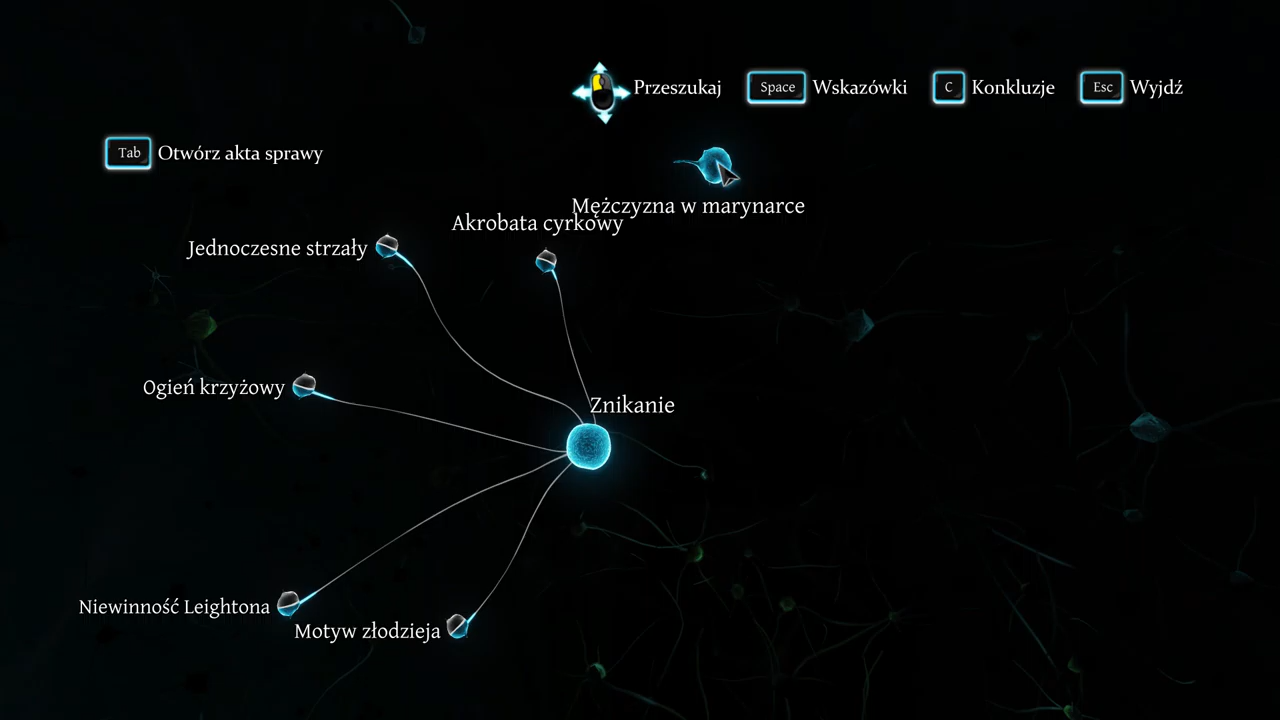 Przeszukaj
Space Wskazówki
C Konkluzje
Esc Wyjdź
Tab Otwórz akta sprawy
Mężczyzna w marynarce
Akrobata cyrkowy
Jednoczesne strzały
Ogień krzyżowy
Znikanie
Niewinność Leightona
Motyw złodzieja